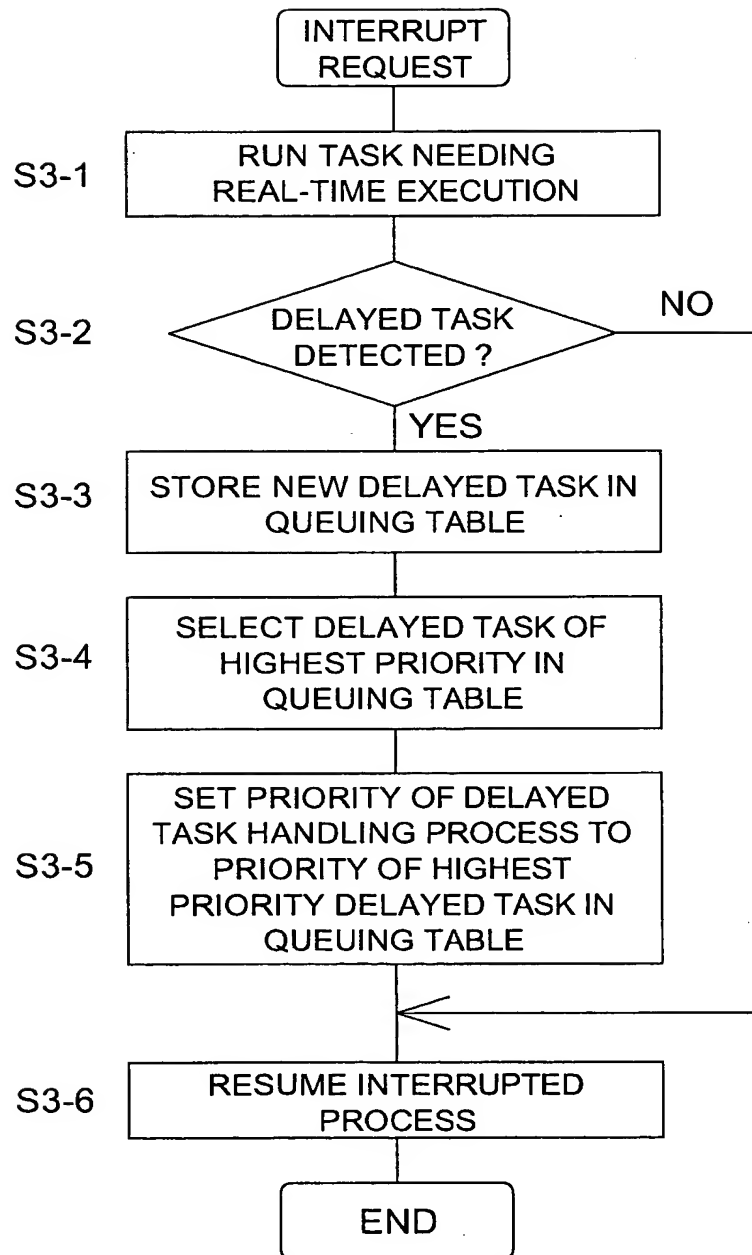 INTERRUPT
REQUEST
S3-1
RUN TASK NEEDING
REAL-TIME EXECUTION
S3-2
DELAYED TASK
DETECTED ?
NO
YES
S3-3
STORE NEW DELAYED TASK IN
QUEUING TABLE
S3-4
SELECT DELAYED TASK OF
HIGHEST PRIORITY IN
QUEUING TABLE
S3-5
SET PRIORITY OF DELAYED
TASK HANDLING PROCESS TO
PRIORITY OF HIGHEST
PRIORITY DELAYED TASK IN
QUEUING TABLE
S3-6
RESUME INTERRUPTED
PROCESS
END